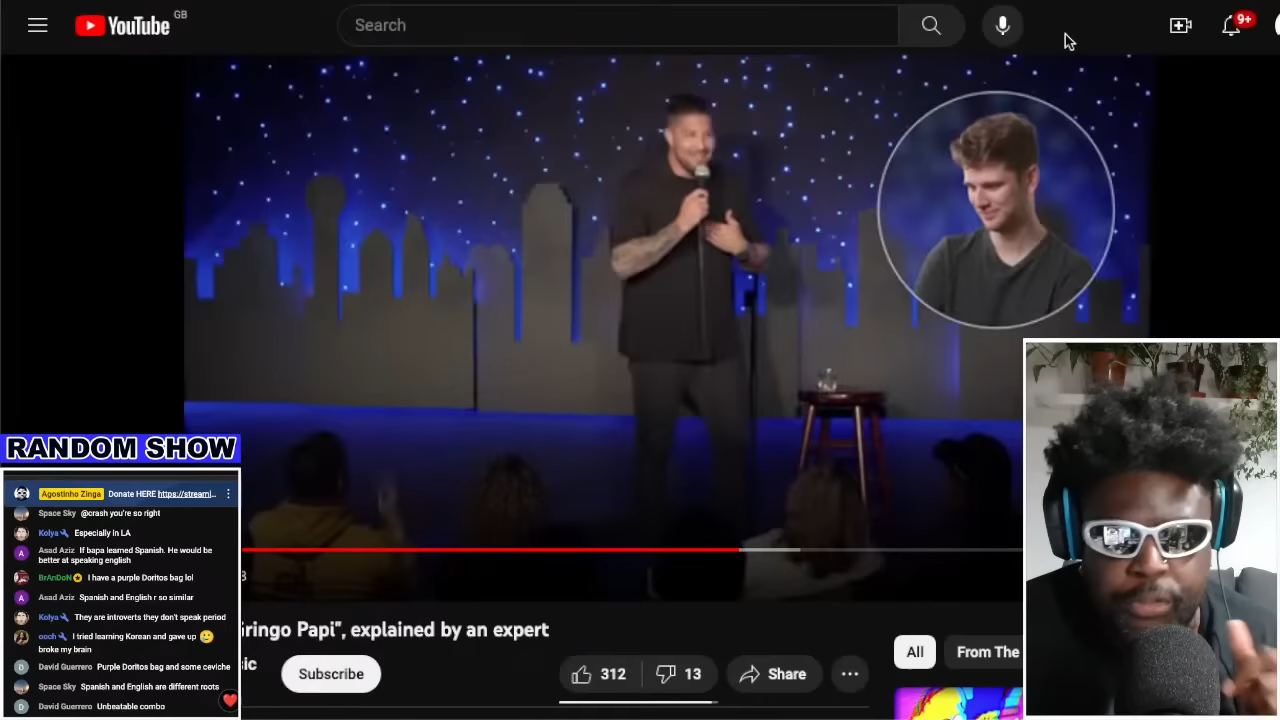 YouTube GB
Search
9+
RANDOM SHOW
Agostinho Zinga Donate HERE https://streaml...
Space Sky @crash you're so right
Kolya Especially in LA
Asad Aziz If bapa learned Spanish. He would be
better at speaking english
BrAnDoN I have a purple Doritos bag lol
Asad Aziz Spanish and English r so similar
Kolya They are introverts they don't speak period
occh I tried learning Korean and gave up
broke my brain
David Guerrero Purple Doritos bag and some ceviche
Space Sky Spanish and English are different roots
David Guerrero Unbeatable combo
Gringo Papi", explained by an expert
ic
Subscribe
312
13
Share
All
From The